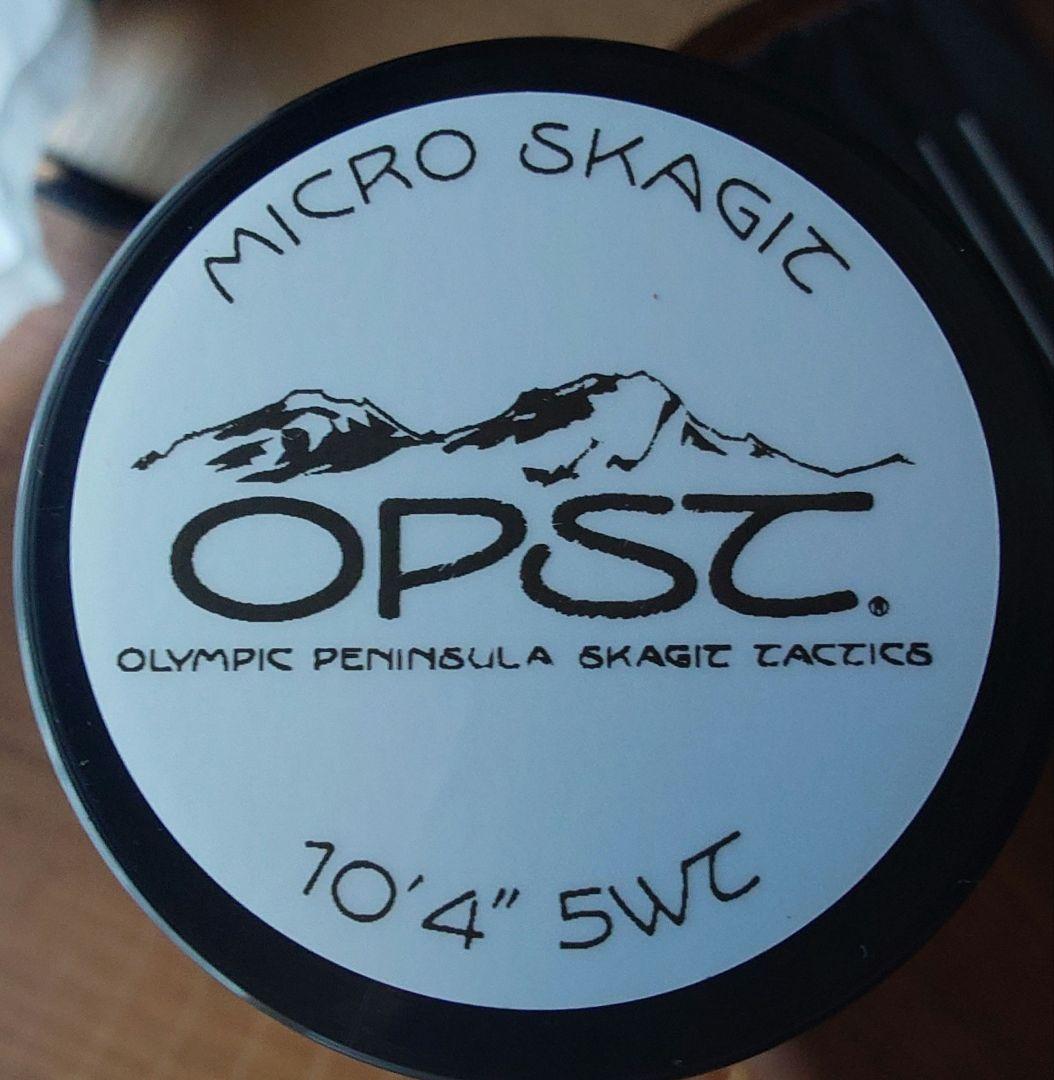 MICRO SKAGIT
OPST®
OLYMPIC PENINSULA SKAGIT TACTICS
10'4" 5WT